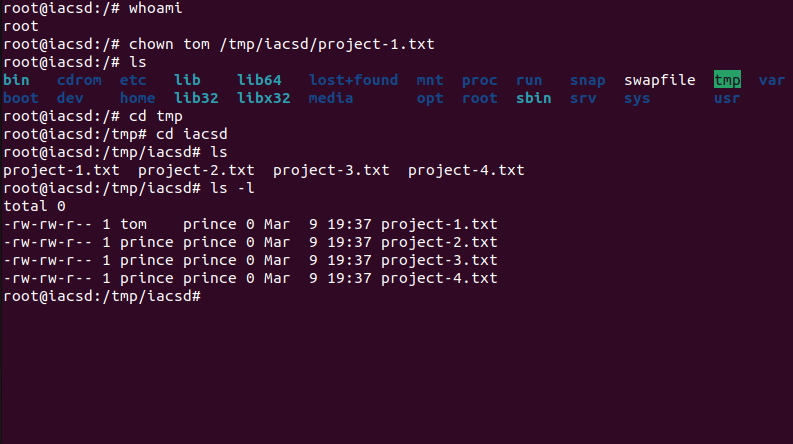 root@iacsd:/# whoami
root
root@iacsd:/# chown tom /tmp/iacsd/project-1.txt
root@iacsd:/# ls
bin   cdrom  etc   lib    lib64   lost+found  mnt  proc  run   snap  swapfile  tmp  var
boot  dev    home  lib32  libx32  media       opt  root  sbin  srv   sys       usr
root@iacsd:/# cd tmp
root@iacsd:/tmp# cd iacsd
root@iacsd:/tmp/iacsd# ls
project-1.txt  project-2.txt  project-3.txt  project-4.txt
root@iacsd:/tmp/iacsd# ls -l
total 0
-rw-rw-r-- 1 tom    prince 0 Mar  9 19:37 project-1.txt
-rw-rw-r-- 1 prince prince 0 Mar  9 19:37 project-2.txt
-rw-rw-r-- 1 prince prince 0 Mar  9 19:37 project-3.txt
-rw-rw-r-- 1 prince prince 0 Mar  9 19:37 project-4.txt
root@iacsd:/tmp/iacsd#